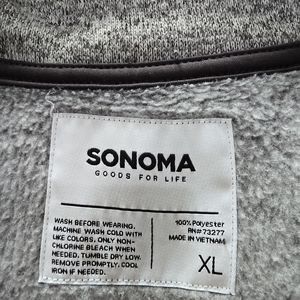 SONOMA
GOODS FOR LIFE
WASH BEFORE WEARING.
MACHINE WASH COLD WITH
LIKE COLORS. ONLY NON-
CHLORINE BLEACH WHEN
NEEDED. TUMBLE DRY LOW.
REMOVE PROMPTLY. COOL
IRON IF NEEDED.
100% Polyester
RN# 73277
MADE IN VIETNAM
XL